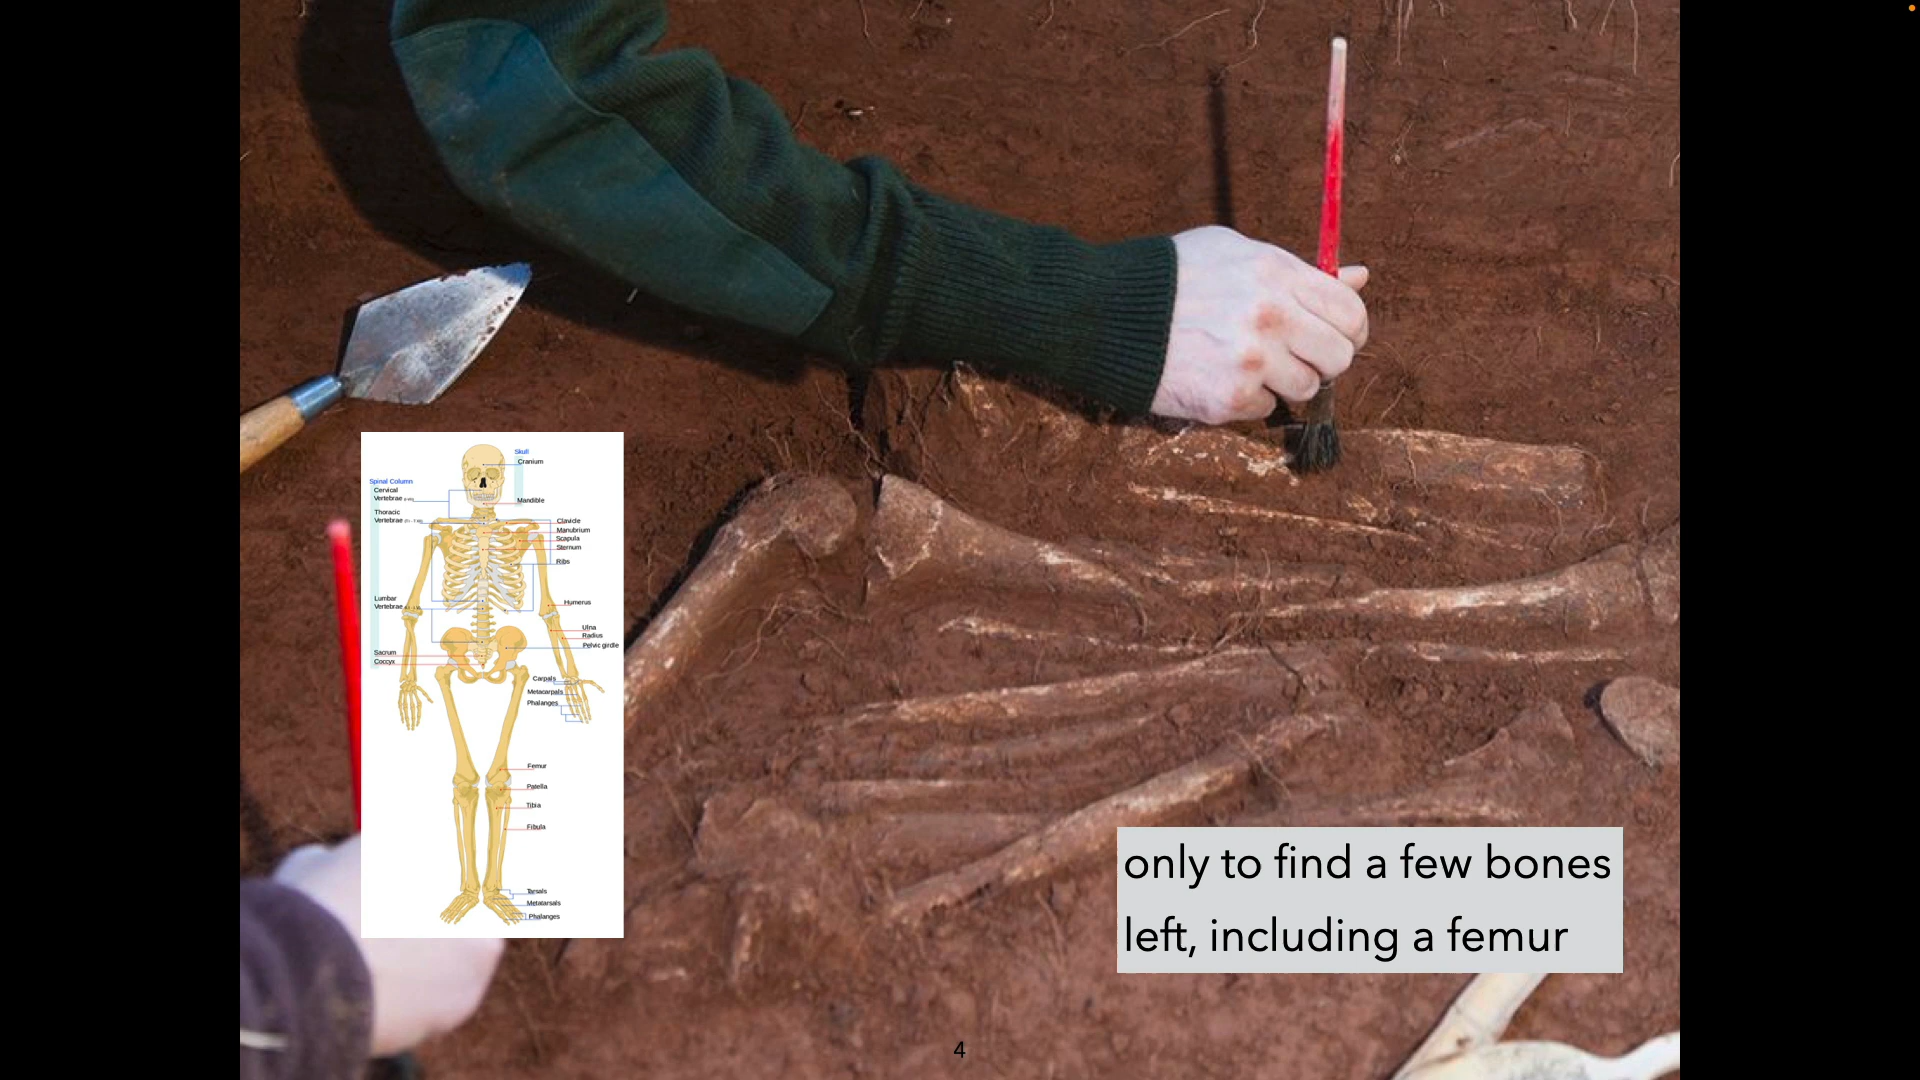 Skull
Cranium
Spinal Column
Cervical
Vertebrae
Mandible
Thoracic
Vertebrae
Clavicle
Manubrium
Scapula
Sternum
Ribs
Lumbar
Vertebrae
Humerus
Ulna
Radius
Pelvic girdle
Sacrum
Coccyx
Carpals
Metacarpals
Phalanges
Femur
Patella
Tibia
Fibula
Tarsals
Metatarsals
Phalanges
only to find a few bones
left, including a femur
4